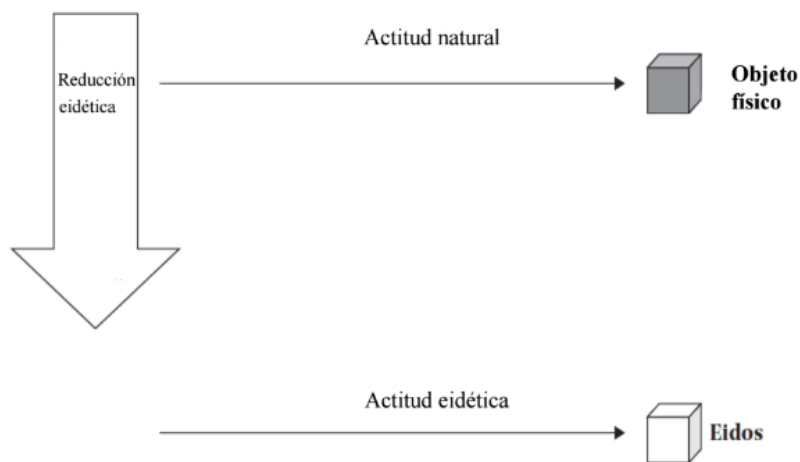 Actitud natural
Reducción
eidética
Objeto
físico
Actitud eidética
Eidos